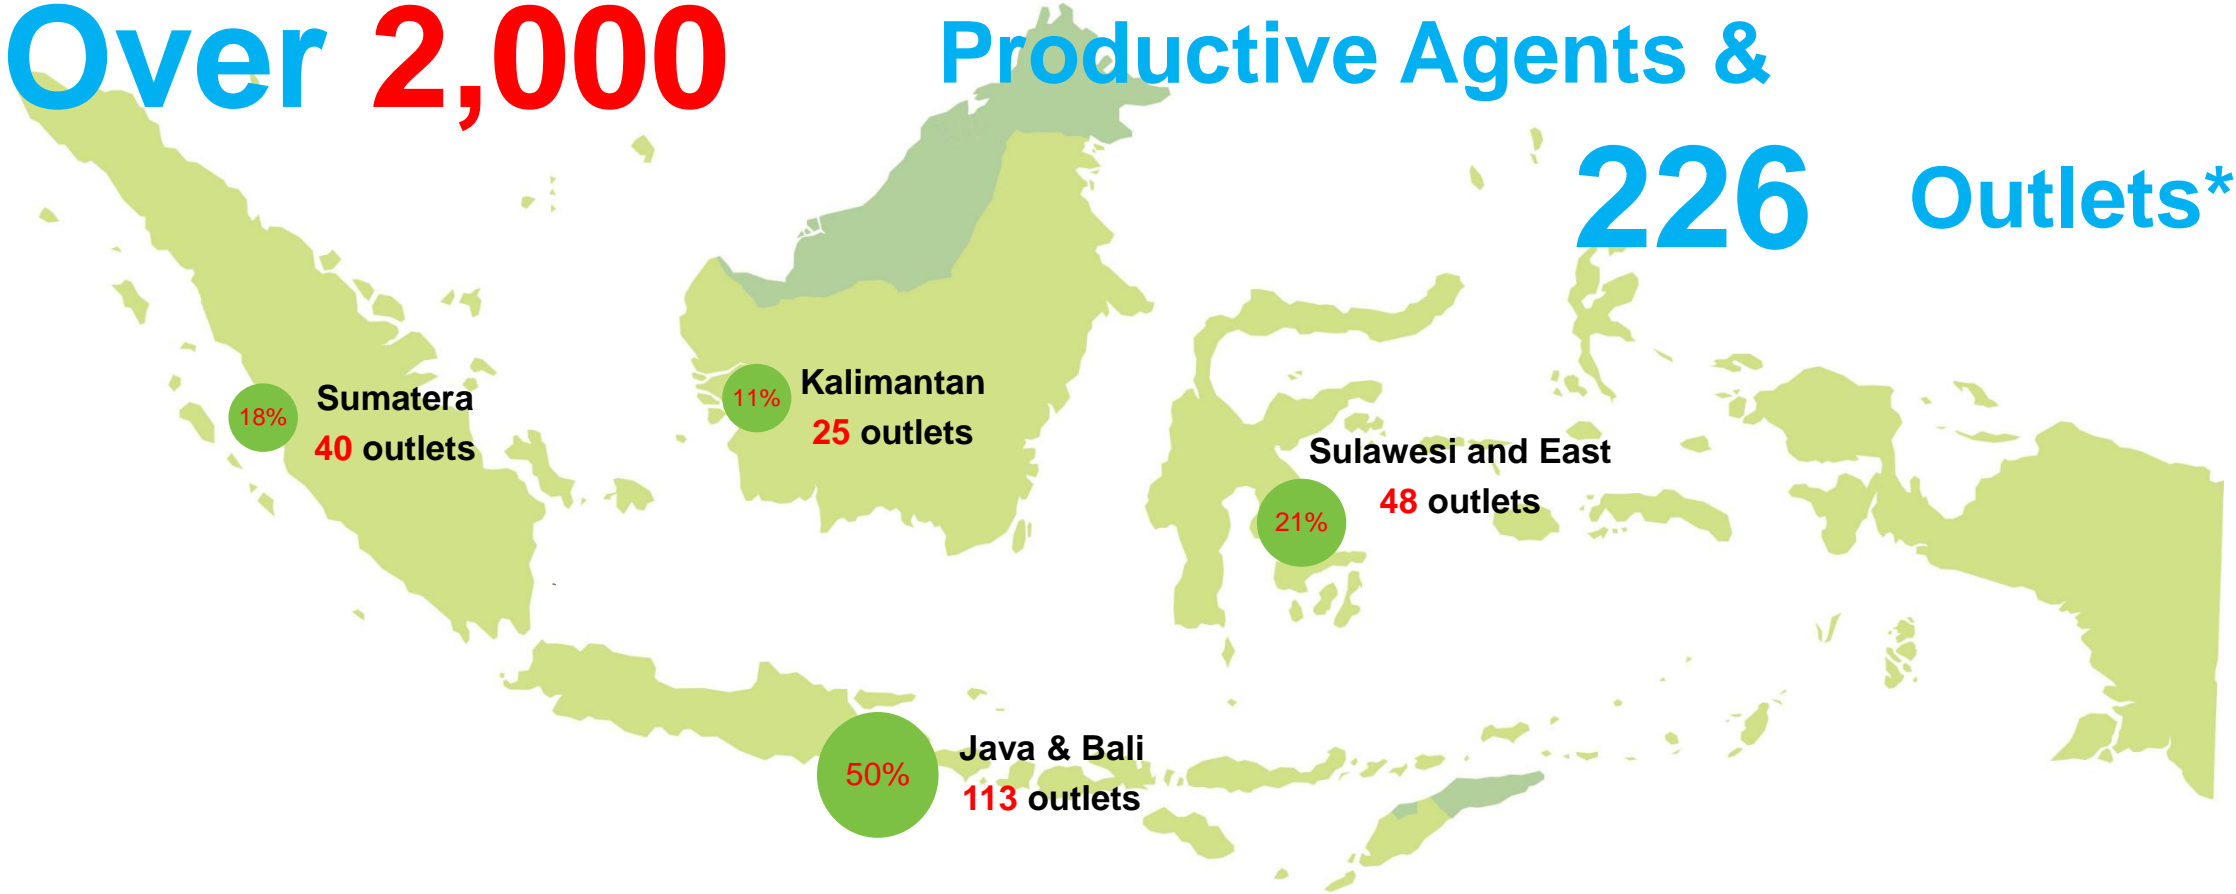 Over 2,000 Productive Agents &
226 Outlets*
Kalimantan
25 outlets
11%
Sumatera
40 outlets
18%
Sulawesi and East
48 outlets
21%
Java & Bali
113 outlets
50%